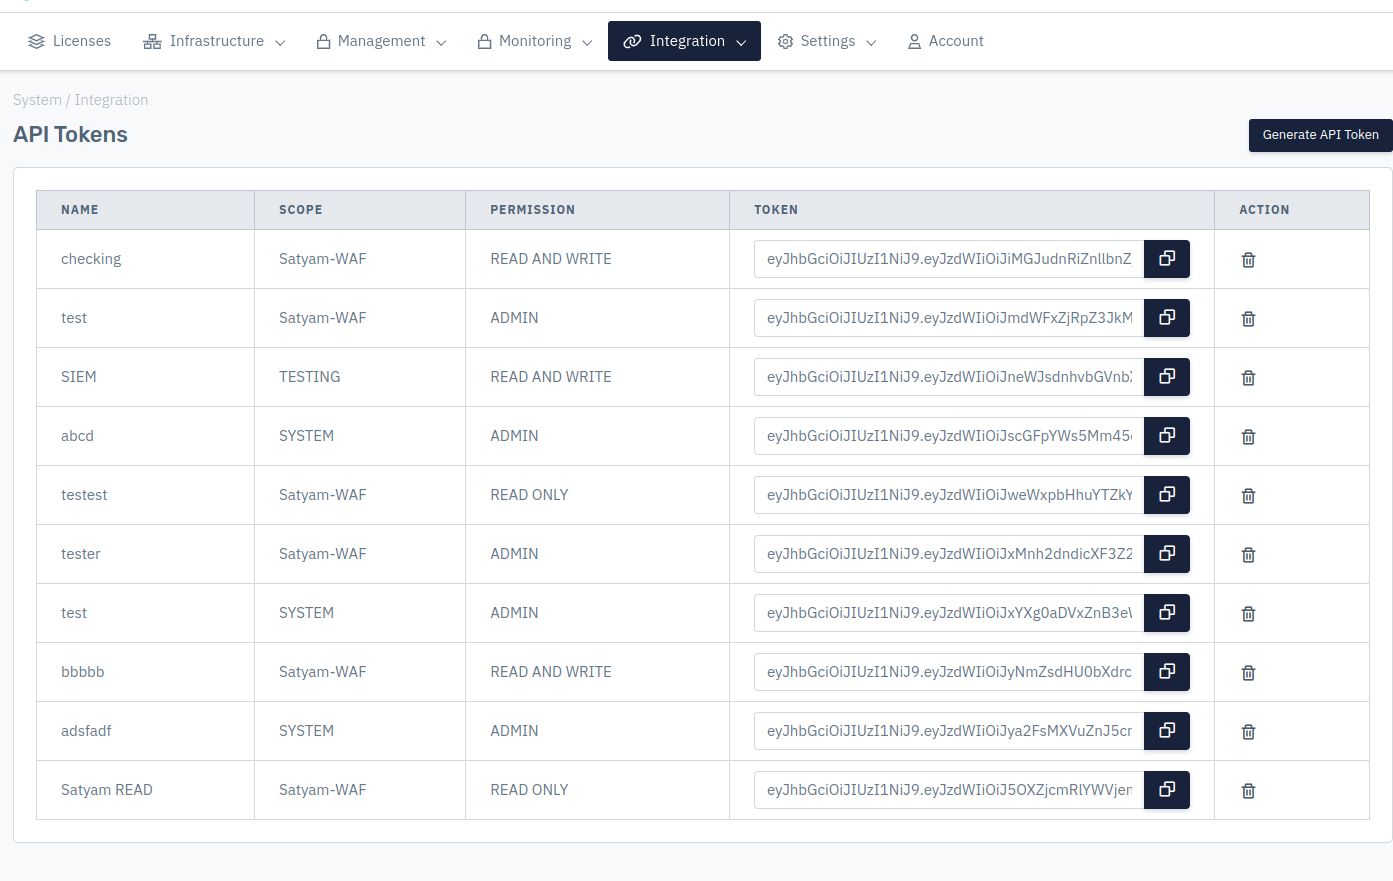 Licenses Infrastructure Management Monitoring Integration Settings Account
System / Integration
API Tokens
Generate API Token
NAME SCOPE PERMISSION TOKEN ACTION
checking Satyam-WAF READ AND WRITE eyJhbGciOiJIUzI1NiJ9.eyJzdWIiOiJiMGJudnRiZnllbnZ
test Satyam-WAF ADMIN eyJhbGciOiJIUzI1NiJ9.eyJzdWIiOiJmdWFxZjRpZ3JkM
SIEM TESTING READ AND WRITE eyJhbGciOiJIUzI1NiJ9.eyJzdWIiOiJneWJsdnhvbGVnb
abcd SYSTEM ADMIN eyJhbGciOiJIUzI1NiJ9.eyJzdWIiOiJscGFpYWs5Mm45
testest Satyam-WAF READ ONLY eyJhbGciOiJIUzI1NiJ9.eyJzdWIiOiJweWxpbHhuYTZkY
tester Satyam-WAF ADMIN eyJhbGciOiJIUzI1NiJ9.eyJzdWIiOiJxMnh2dndicXF3Z2
test SYSTEM ADMIN eyJhbGciOiJIUzI1NiJ9.eyJzdWIiOiJxYXg0aDVxZnB3e
bbbbb Satyam-WAF READ AND WRITE eyJhbGciOiJIUzI1NiJ9.eyJzdWIiOiJyNmZsdHU0bXdrc
adsfadf SYSTEM ADMIN eyJhbGciOiJIUzI1NiJ9.eyJzdWIiOiJya2FsMXVuZnJ5cr
Satyam READ Satyam-WAF READ ONLY eyJhbGciOiJIUzI1NiJ9.eyJzdWIiOiJ5OXZjcmRlYWVjer